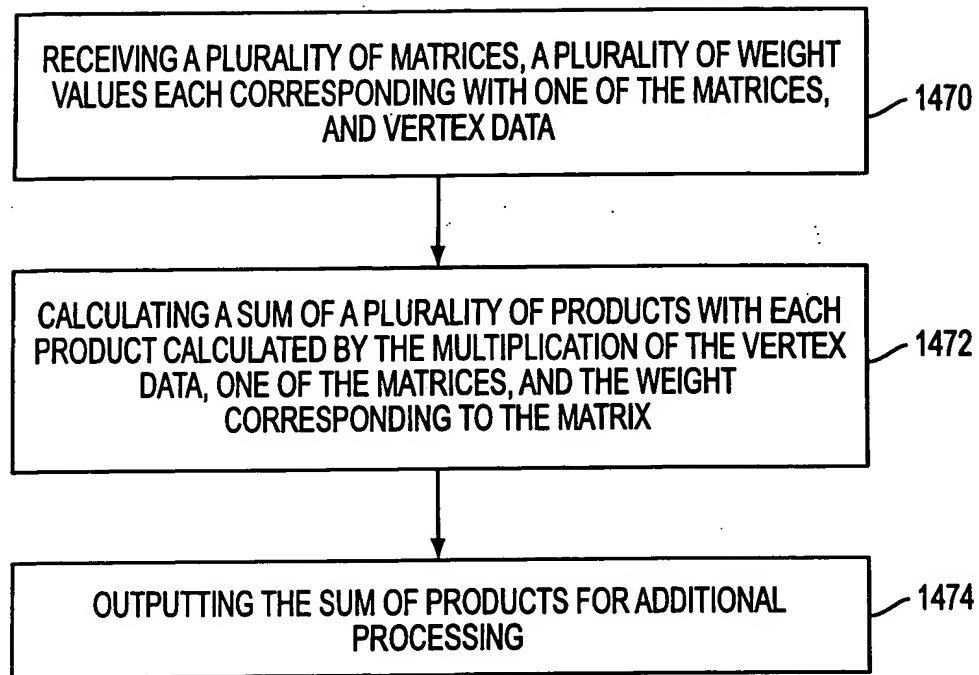 RECEIVING A PLURALITY OF MATRICES, A PLURALITY OF WEIGHT
VALUES EACH CORRESPONDING WITH ONE OF THE MATRICES,
AND VERTEX DATA
1470
CALCULATING A SUM OF A PLURALITY OF PRODUCTS WITH EACH
PRODUCT CALCULATED BY THE MULTIPLICATION OF THE VERTEX
DATA, ONE OF THE MATRICES, AND THE WEIGHT
CORRESPONDING TO THE MATRIX
1472
OUTPUTTING THE SUM OF PRODUCTS FOR ADDITIONAL
PROCESSING
1474